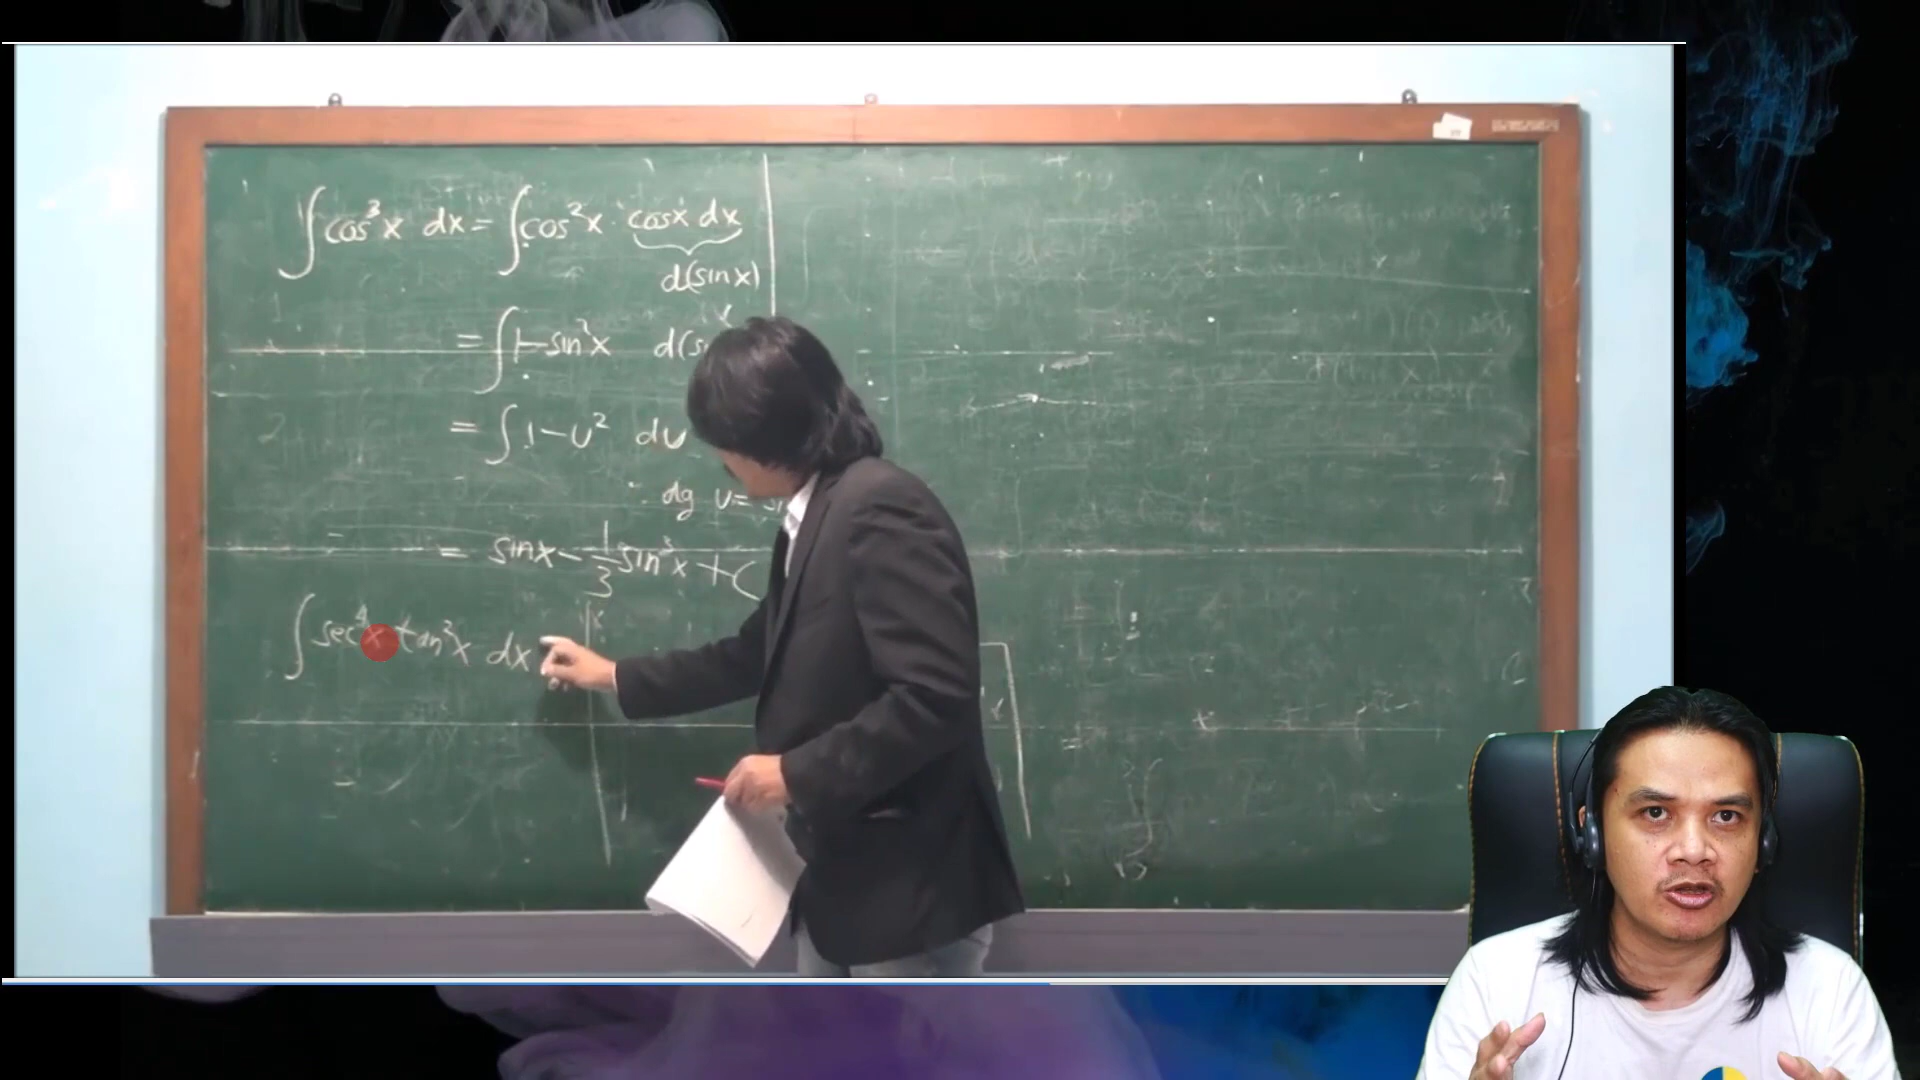 ∫cos³x dx = ∫cos²x · cosx dx
d(sin x)
= ∫1-sin²x d(s
= ∫1-u² du
dg u=
= sinx - 1/3 sin³x + C
∫sec⁴x tan²x dx